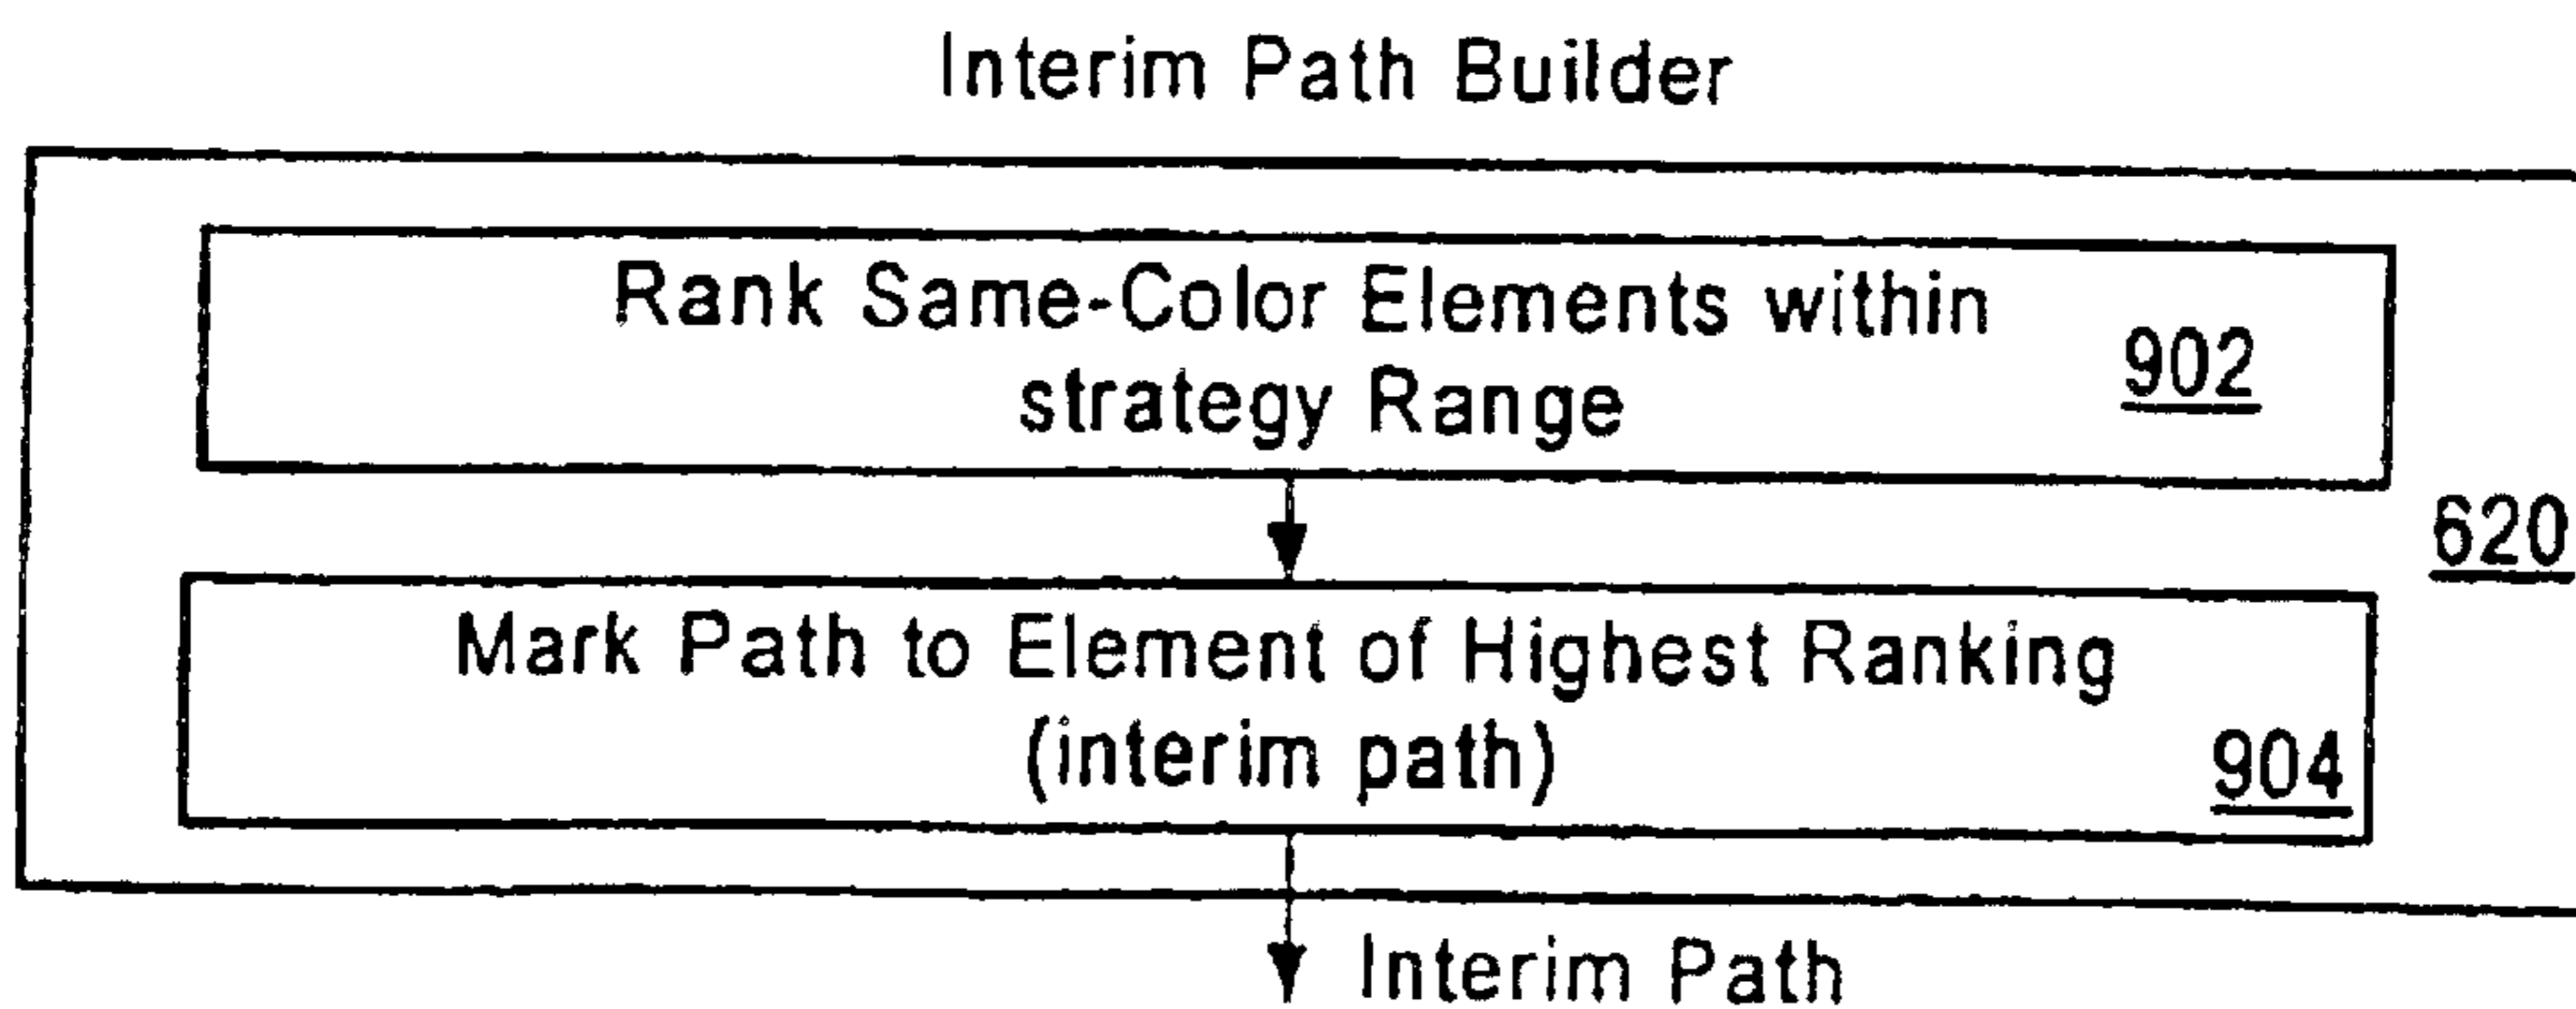 Interim Path Builder
Rank Same-Color Elements within
strategy Range
902
620
Mark Path to Element of Highest Ranking
(interim path)
904
Interim Path